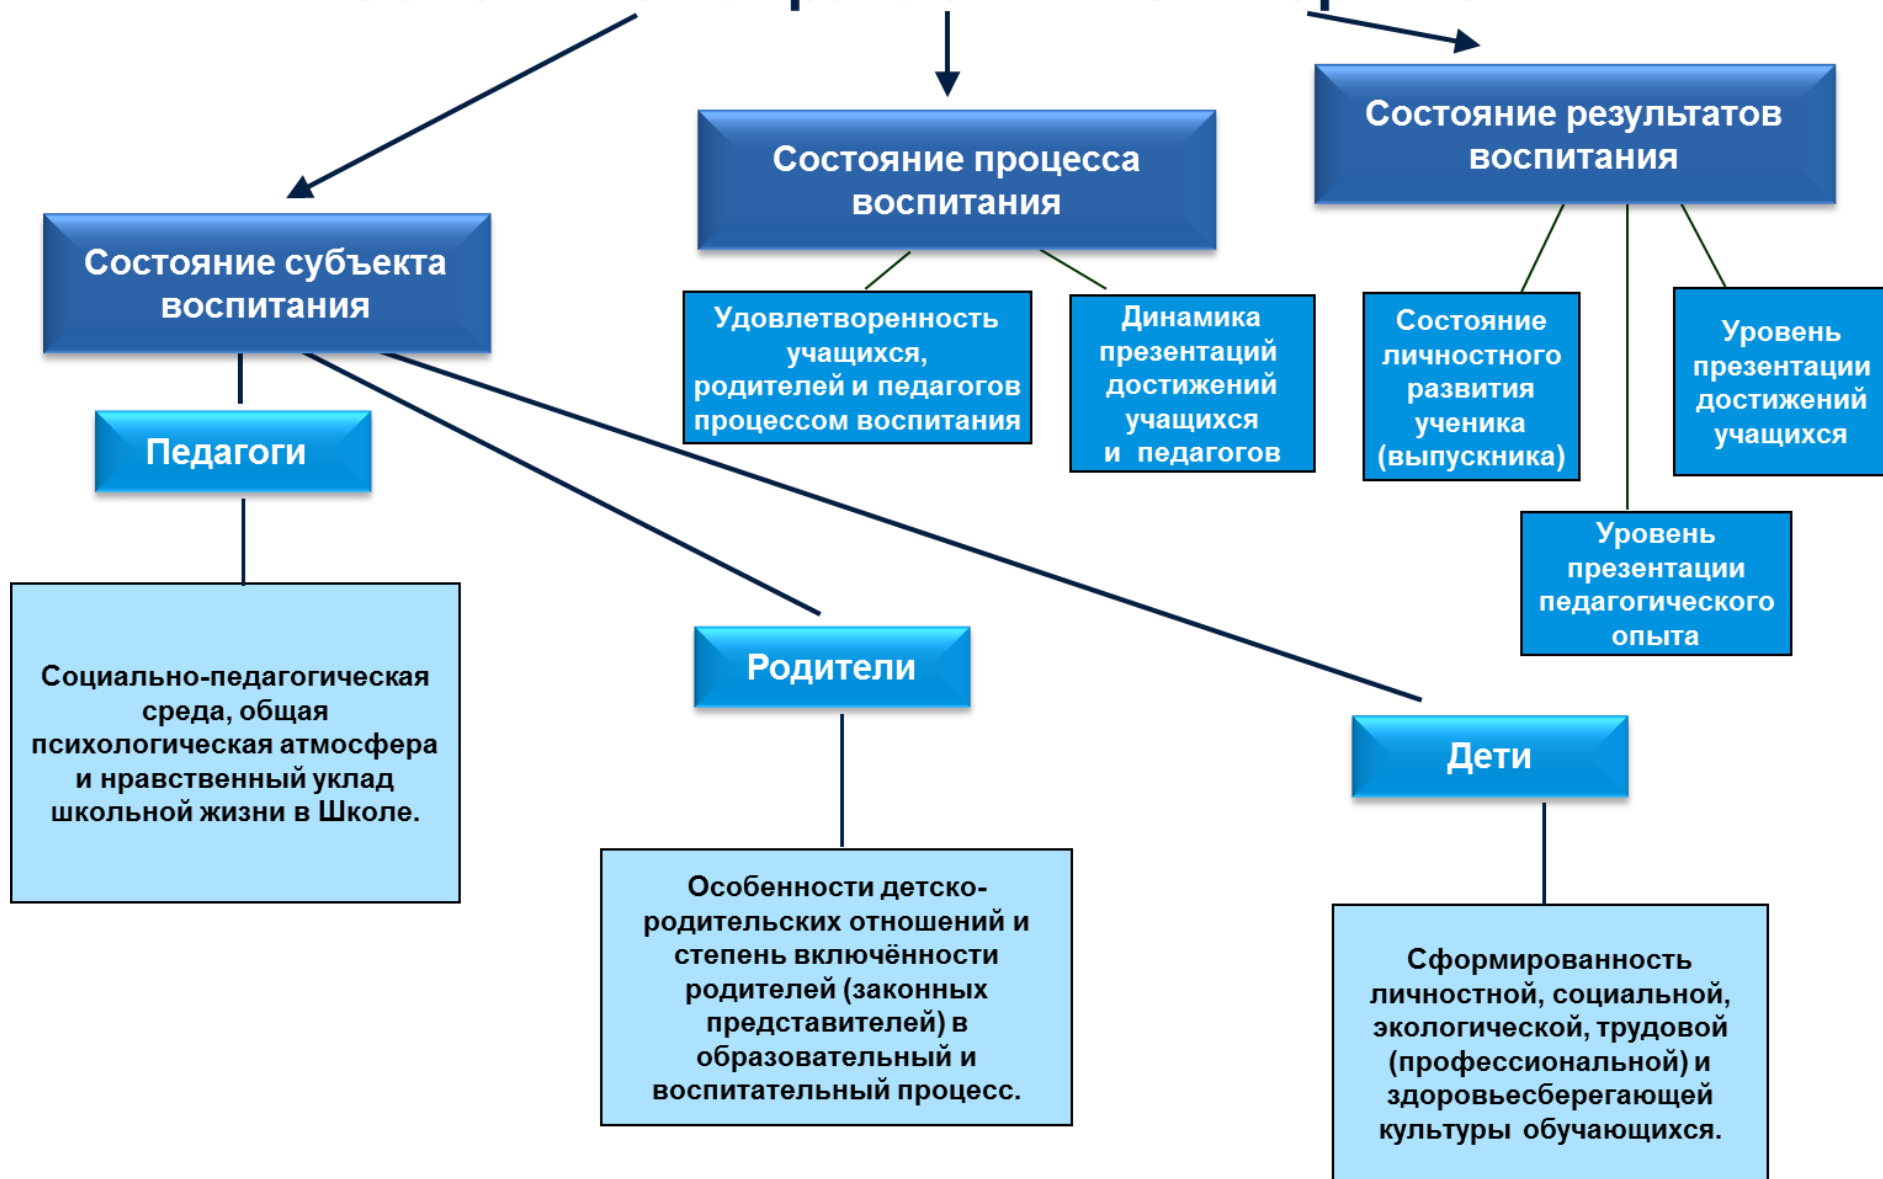 Состояние субъекта
воспитания
Состояние процесса
воспитания
Состояние результатов
воспитания
Удовлетворенность
учащихся,
родителей и педагогов
процессом воспитания
Динамика
презентаций
достижений
учащихся
и педагогов
Состояние
личностного
развития
ученика
(выпускника)
Уровень
презентации
достижений
учащихся
Уровень
презентации
педагогического
опыта
Педагоги
Социально-педагогическая
среда, общая
психологическая атмосфера
и нравственный уклад
школьной жизни в Школе.
Родители
Особенности детско-
родительских отношений и
степень включённости
родителей (законных
представителей) в
образовательный и
воспитательный процесс.
Дети
Сформированность
личностной, социальной,
экологической, трудовой
(профессиональной) и
здоровьесберегающей
культуры обучающихся.